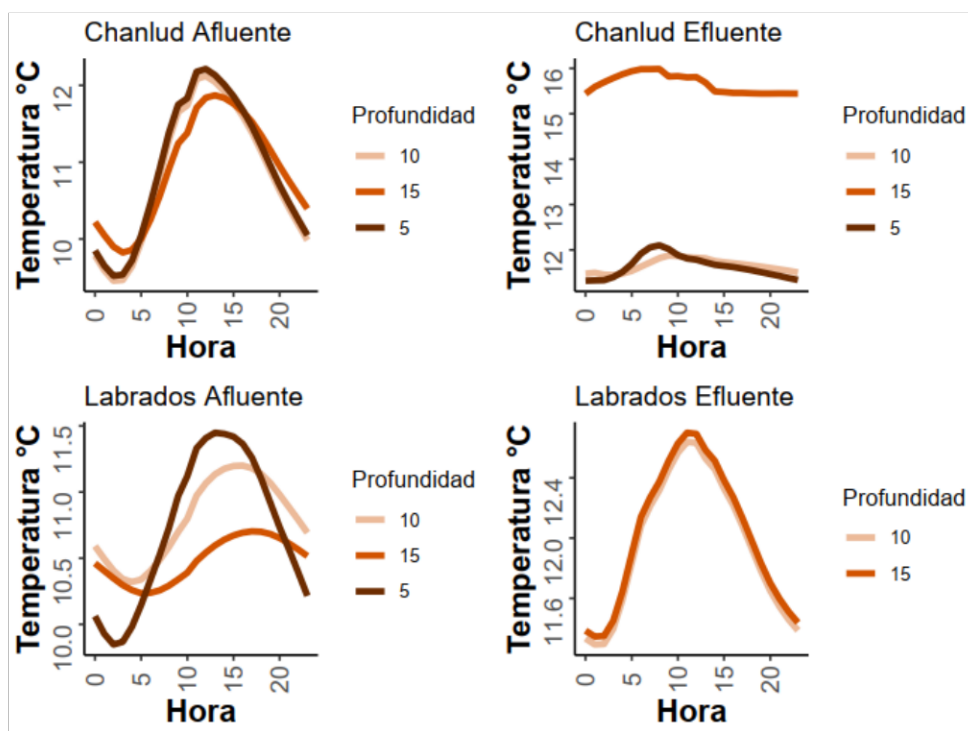 Chanlud Afluente
Temperatura °C
12
11
10
0
5
10
15
20
Hora
Profundidad
10
15
5
Chanlud Efluente
Temperatura °C
16
15
14
13
12
0
5
10
15
20
Hora
Profundidad
10
15
5
Labrados Afluente
Temperatura °C
11.5
11.0
10.5
10.0
0
5
10
15
20
Hora
Profundidad
10
15
5
Labrados Efluente
Temperatura °C
12.4
12.0
11.6
0
5
10
15
20
Hora
Profundidad
10
15